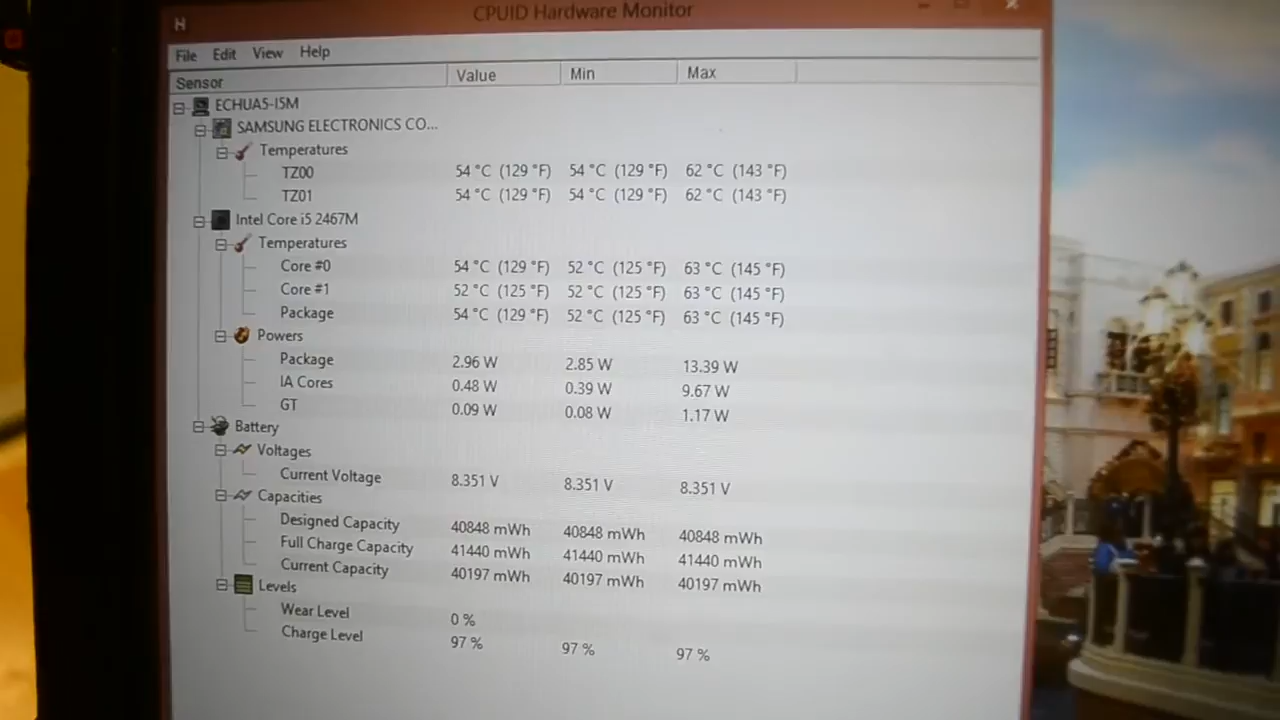 CPUID Hardware Monitor
File Edit View Help
Sensor Value Min Max
ECHUA5-I5M
SAMSUNG ELECTRONICS CO...
Temperatures
TZ00 54 °C (129 °F) 54 °C (129 °F) 62 °C (143 °F)
TZ01 54 °C (129 °F) 54 °C (129 °F) 62 °C (143 °F)
Intel Core i5 2467M
Temperatures
Core #0 54 °C (129 °F) 52 °C (125 °F) 63 °C (145 °F)
Core #1 52 °C (125 °F) 52 °C (125 °F) 63 °C (145 °F)
Package 54 °C (129 °F) 52 °C (125 °F) 63 °C (145 °F)
Powers
Package 2.96 W 2.85 W 13.39 W
IA Cores 0.48 W 0.39 W 9.67 W
GT 0.09 W 0.08 W 1.17 W
Battery
Voltages
Current Voltage 8.351 V 8.351 V 8.351 V
Capacities
Designed Capacity 40848 mWh 40848 mWh 40848 mWh
Full Charge Capacity 41440 mWh 41440 mWh 41440 mWh
Current Capacity 40197 mWh 40197 mWh 40197 mWh
Levels
Wear Level 0 %
Charge Level 97 % 97 % 97 %